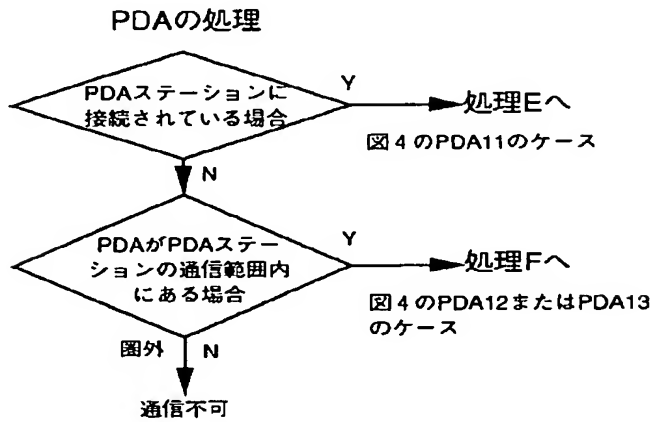 PDAの処理
PDAステーションに
接続されている場合
Y
処理Eへ
図4のPDA11のケース
N
PDAがPDAステー
ションの通信範囲内
にある場合
Y
処理Fへ
図4のPDA12またはPDA13
のケース
圏外
N
通信不可